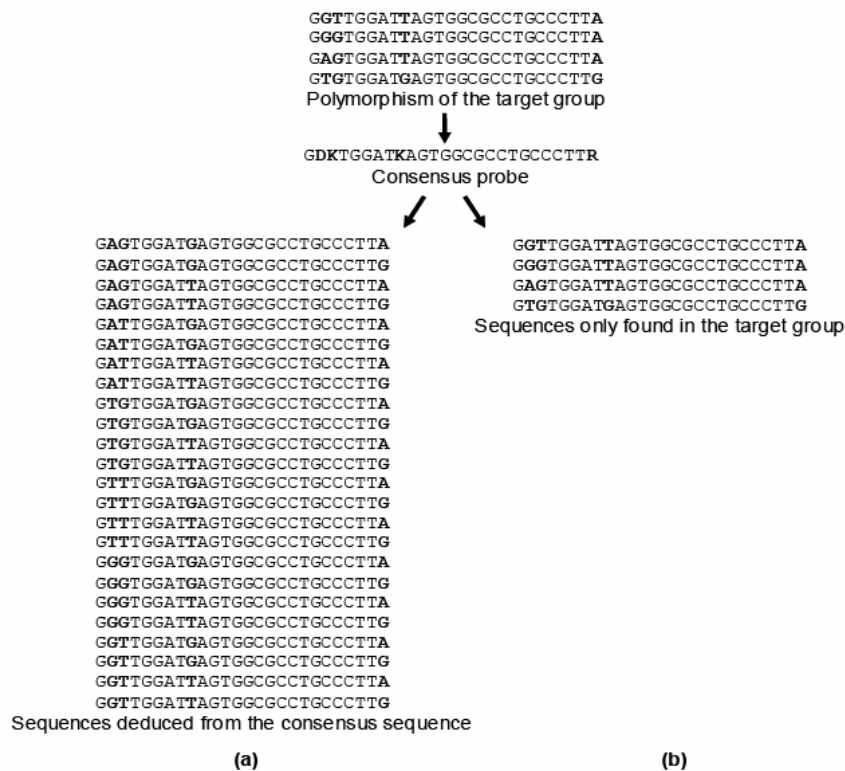 GGTTGGATTAGTGGCGCCTGCCCTTA
GGGTGGATTAGTGGCGCCTGCCCTTA
GAGTGGATTAGTGGCGCCTGCCCTTA
GTGTGGATGAGTGGCGCCTGCCCTTG
Polymorphism of the target group
GDKTGGATKAGTGGCGCCTGCCCTTR
Consensus probe
GAGTGGATGAGTGGCGCCTGCCCTTA
GAGTGGATGAGTGGCGCCTGCCCTTG
GAGTGGATTAGTGGCGCCTGCCCTTA
GAGTGGATTAGTGGCGCCTGCCCTTG
GATTGGATGAGTGGCGCCTGCCCTTA
GATTGGATGAGTGGCGCCTGCCCTTG
GATTGGATTAGTGGCGCCTGCCCTTA
GATTGGATTAGTGGCGCCTGCCCTTG
GTGTGGATGAGTGGCGCCTGCCCTTA
GTGTGGATGAGTGGCGCCTGCCCTTG
GTGTGGATTAGTGGCGCCTGCCCTTA
GTGTGGATTAGTGGCGCCTGCCCTTG
GTTTGGATGAGTGGCGCCTGCCCTTA
GTTTGGATGAGTGGCGCCTGCCCTTG
GTTTGGATTAGTGGCGCCTGCCCTTA
GTTTGGATTAGTGGCGCCTGCCCTTG
GGGTGGATGAGTGGCGCCTGCCCTTA
GGGTGGATGAGTGGCGCCTGCCCTTG
GGGTGGATTAGTGGCGCCTGCCCTTA
GGGTGGATTAGTGGCGCCTGCCCTTG
GGTTGGATGAGTGGCGCCTGCCCTTA
GGTTGGATGAGTGGCGCCTGCCCTTG
GGTTGGATTAGTGGCGCCTGCCCTTA
GGTTGGATTAGTGGCGCCTGCCCTTG
Sequences deduced from the consensus sequence
(a)
GGTTGGATTAGTGGCGCCTGCCCTTA
GGGTGGATTAGTGGCGCCTGCCCTTA
GAGTGGATTAGTGGCGCCTGCCCTTA
GTGTGGATGAGTGGCGCCTGCCCTTG
Sequences only found in the target group
(b)